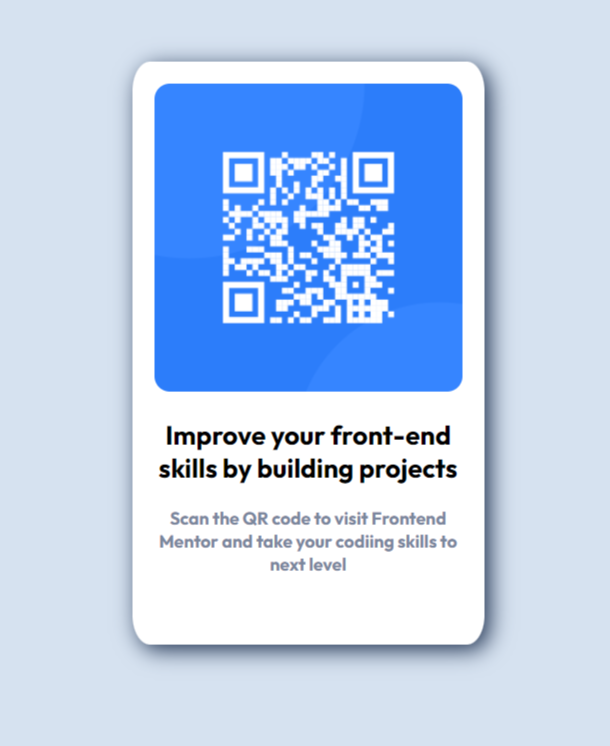 Improve your front-end
skills by building projects
Scan the QR code to visit Frontend
Mentor and take your codiing skills to
next level